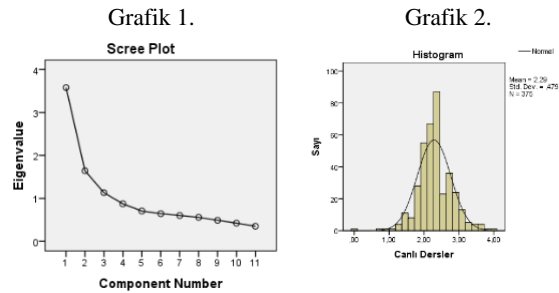 Grafik 1.
Grafik 2.
Scree Plot
Eigenvalue
4
3
2
1
0
1 2 3 4 5 6 7 8 9 10 11
Component Number
Histogram
Normal
Mean = 2,29
Std. Dev. = ,479
N = 375
Sayı
100
80
60
40
20
0
,00 1,00 2,00 3,00 4,00
Canlı Dersler